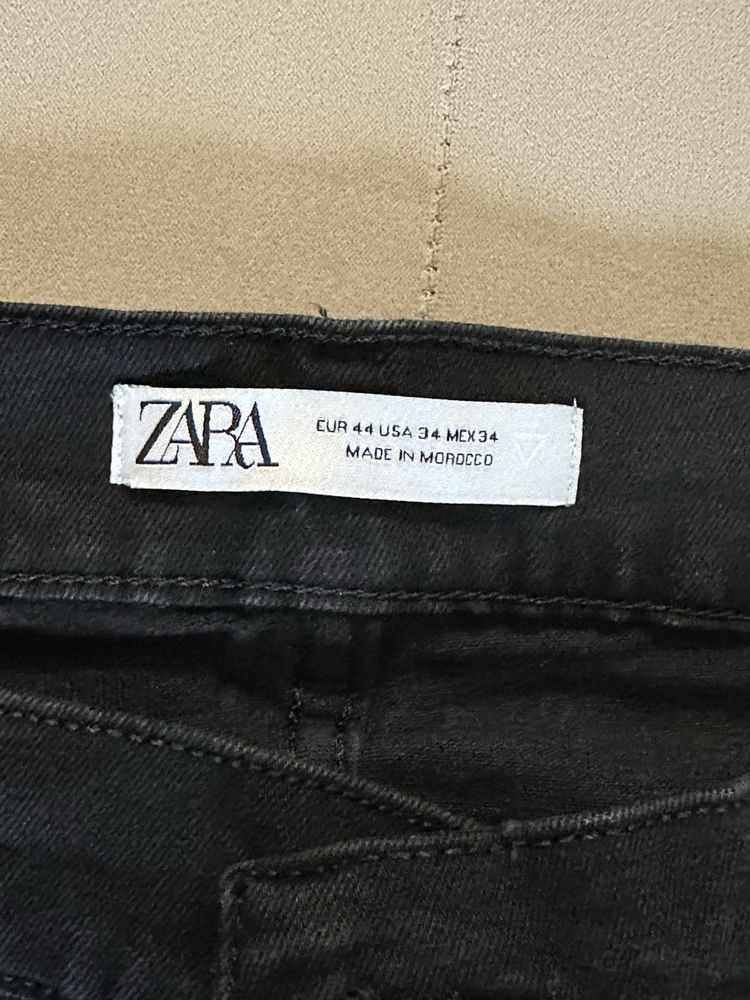 ZARA
EUR 44 USA 34 MEX 34
MADE IN MOROCCO